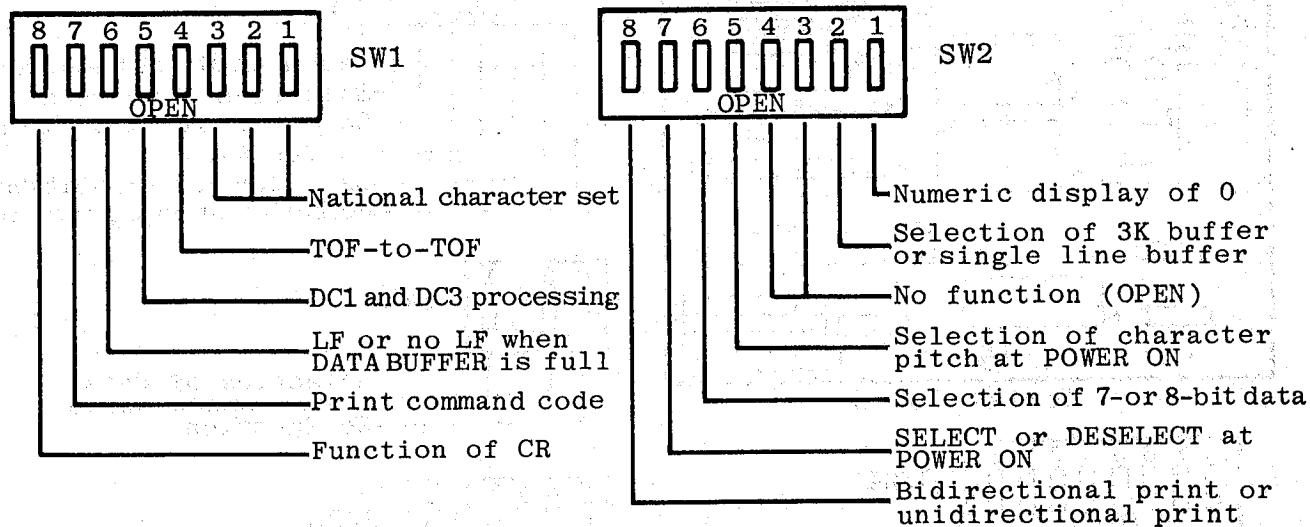 8 7 6 5 4 3 2 1
SW1
OPEN
National character set
TOF-to-TOF
DC1 and DC3 processing
LF or no LF when
DATA BUFFER is full
Print command code
Function of CR
8 7 6 5 4 3 2 1
SW2
OPEN
Numeric display of 0
Selection of 3K buffer
or single line buffer
No function (OPEN)
Selection of character
pitch at POWER ON
Selection of 7-or 8-bit data
SELECT or DESELECT at
POWER ON
Bidirectional print or
unidirectional print